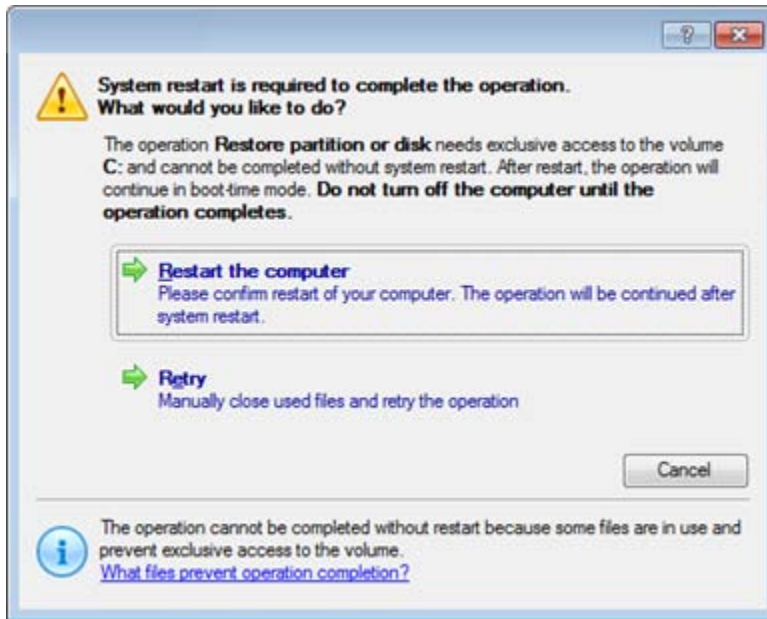 System restart is required to complete the operation.
What would you like to do?
The operation Restore partition or disk needs exclusive access to the volume
C: and cannot be completed without system restart. After restart, the operation will
continue in boot-time mode. Do not turn off the computer until the
operation completes.
Restart the computer
Please confirm restart of your computer. The operation will be continued after
system restart.
Retry
Manually close used files and retry the operation
Cancel
The operation cannot be completed without restart because some files are in use and
prevent exclusive access to the volume.
What files prevent operation completion?